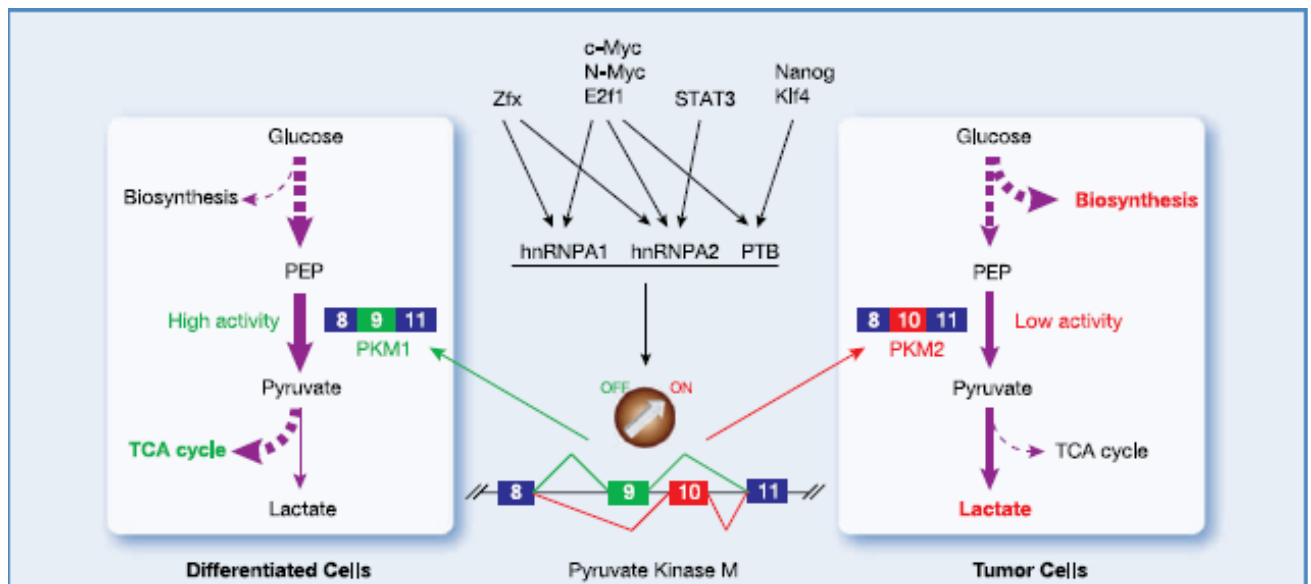 c-Myc
N-Myc
E2f1
Zfx
STAT3
Nanog
Klf4
hnRNPA1 hnRNPA2 PTB
Glucose
Biosynthesis
PEP
High activity
8 9 11
PKM1
Pyruvate
TCA cycle
Lactate
Differentiated Cells
OFF ON
8 9 10 11
Pyruvate Kinase M
Glucose
Biosynthesis
PEP
8 10 11
PKM2
Low activity
Pyruvate
TCA cycle
Lactate
Tumor Cells